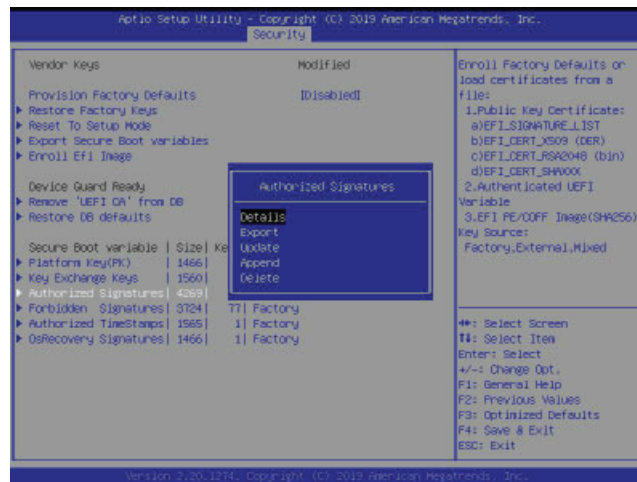 Aptio Setup Utility - Copyright (C) 2019 American Megatrends, Inc.
Security
Vendor Keys Modified
Provision Factory Defaults [Disabled]
Restore Factory Keys
Reset To Setup Mode
Export Secure Boot variables
Enroll Efi Image
Device Guard Ready
Remove 'UEFI CA' from DB
Restore DB defaults
Secure Boot variable | Size| Ke
Platform Key(PK) | 1466|
Key Exchange Keys | 1560|
Authorized Signatures| 4269|
Forbidden Signatures| 3724| 77| Factory
Authorized TimeStamps| 1565| 1| Factory
OsRecovery Signatures| 1466| 1| Factory
Authorized Signatures
Details
Export
Update
Append
Delete
Enroll Factory Defaults or
load certificates from a
file:
1.Public Key Certificate:
a)EFI_SIGNATURE_LIST
b)EFI_CERT_X509 (DER)
c)EFI_CERT_RSA2048 (bin)
d)EFI_CERT_SHAXXX
2.Authenticated UEFI
Variable
3.EFI PE/COFF Image(SHA256)
Key Source:
Factory,External,Mixed
→←: Select Screen
↑↓: Select Item
Enter: Select
+/-: Change Opt.
F1: General Help
F2: Previous Values
F3: Optimized Defaults
F4: Save & Exit
ESC: Exit
Version 2.20.1274. Copyright (C) 2019 American Megatrends, Inc.